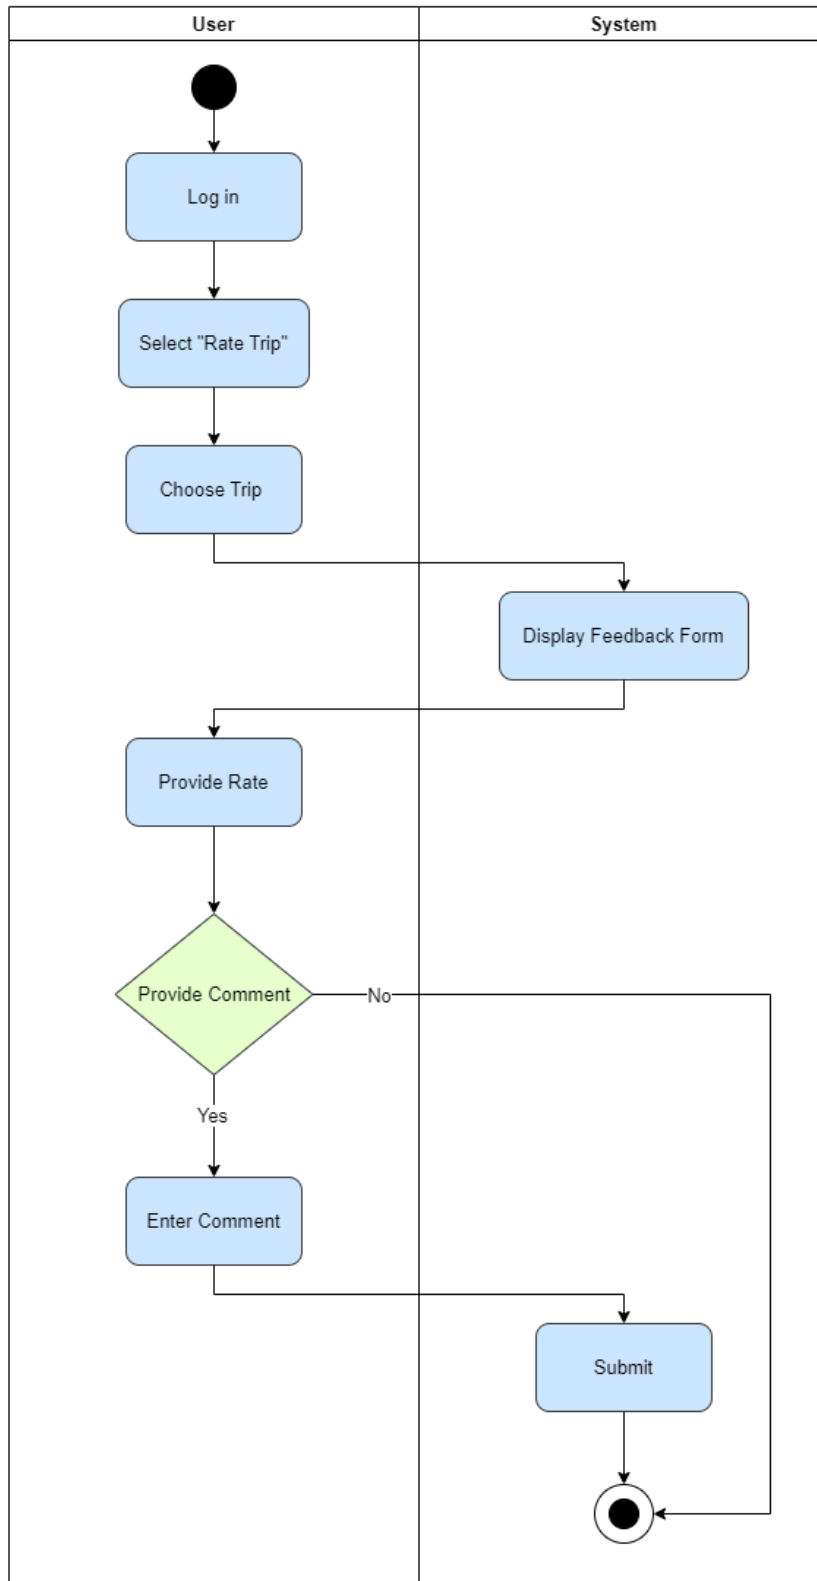 User
System
Log in
Select "Rate Trip"
Choose Trip
Display Feedback Form
Provide Rate
Provide Comment
No
Yes
Enter Comment
Submit